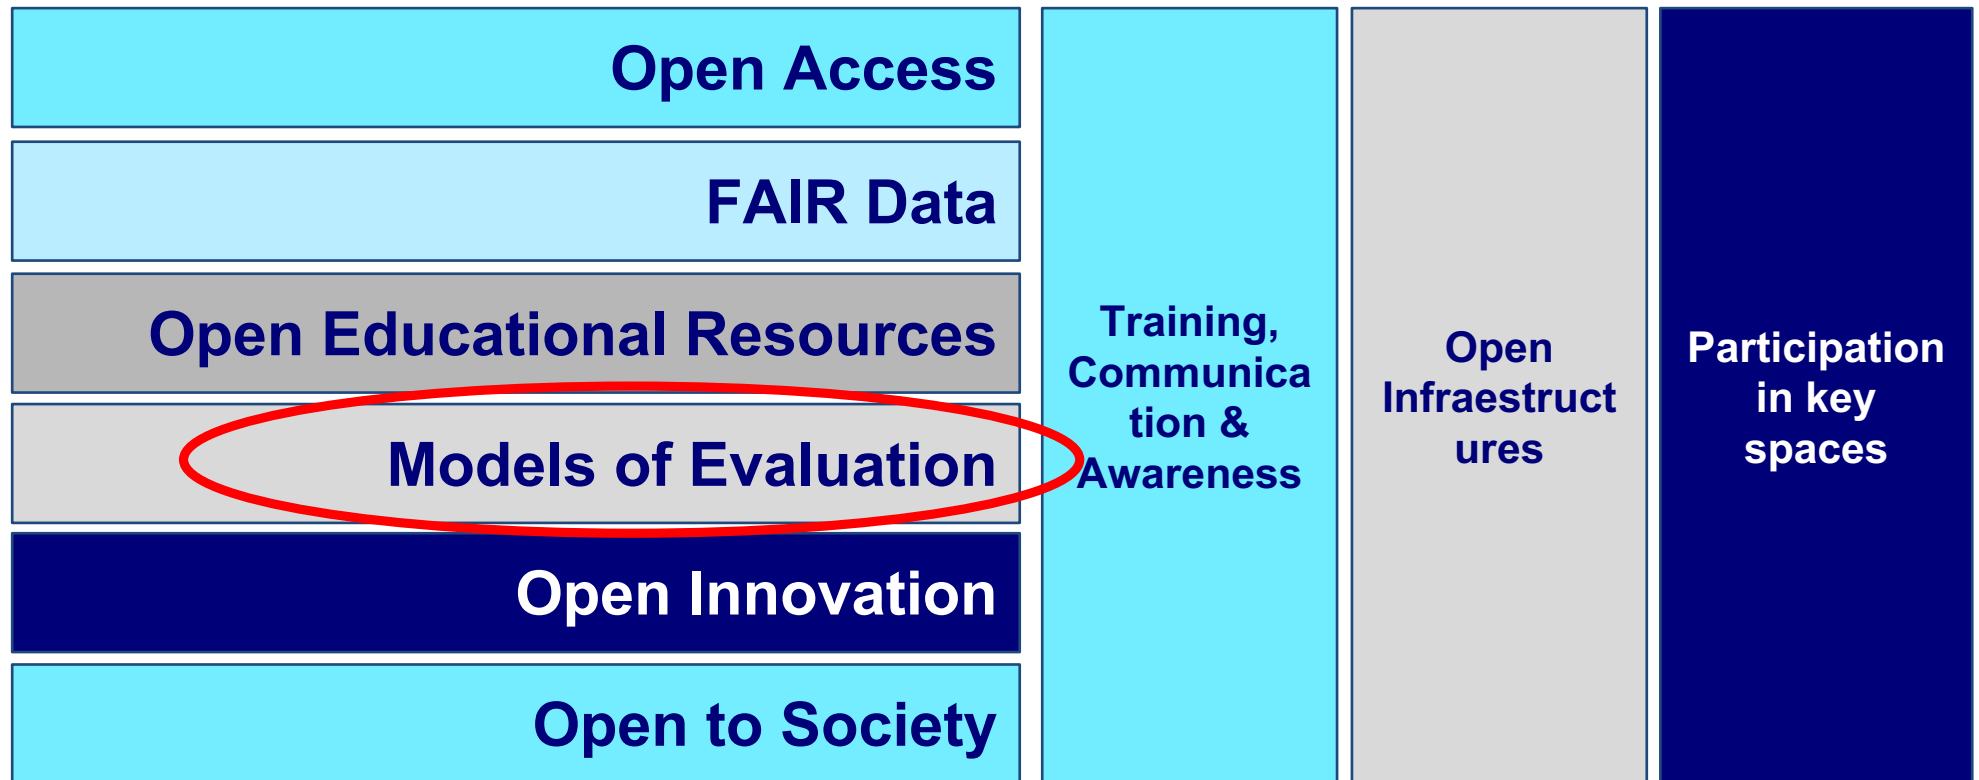 Open Access
FAIR Data
Open Educational Resources
Models of Evaluation
Open Innovation
Open to Society
Training,
Communica
tion &
Awareness
Open
Infraestruct
ures
Participation
in key
spaces